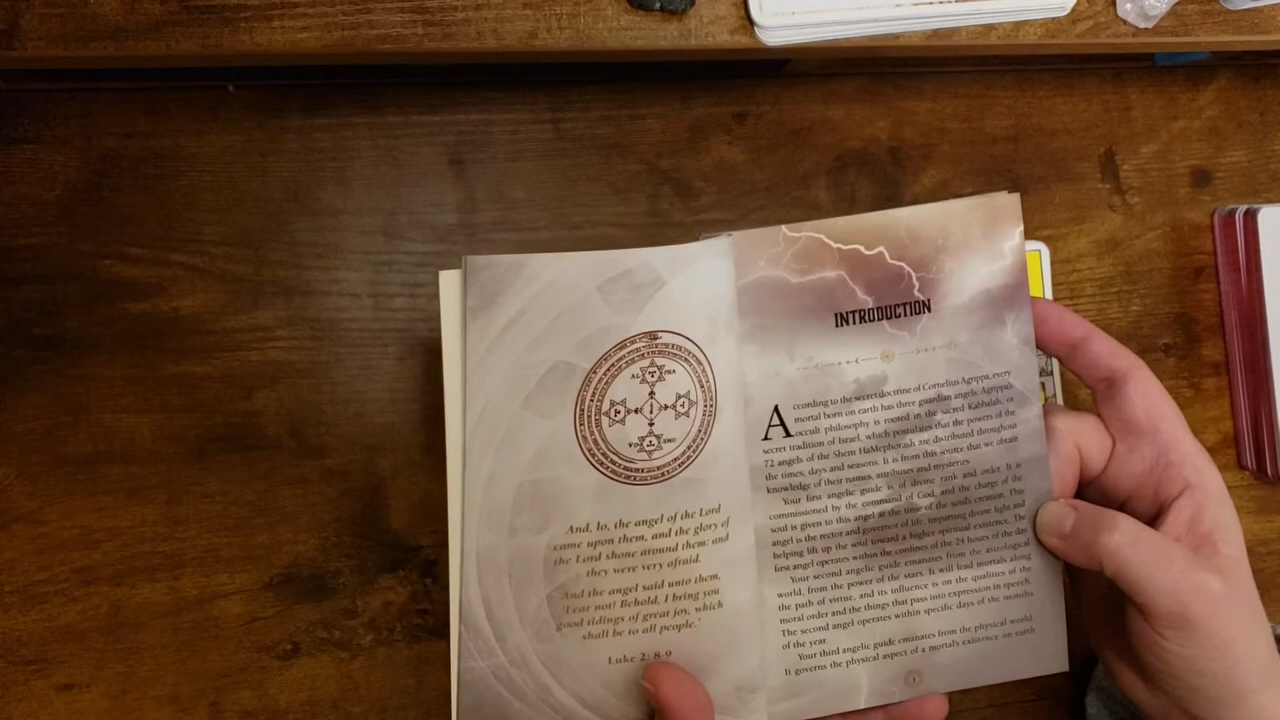 AL PHA
And, lo, the angel of the Lord
came upon them, and the glory of
the Lord shone around them: and
they were very afraid.
And the angel said unto them,
'Fear not! Behold, I bring you
good tidings of great joy, which
shall be to all people.'
Luke 2: 8-9
INTRODUCTION
According to the secret doctrine of Cornelius Agrippa, every
mortal born on earth has three guardian angels. Agrippa's
occult philosophy is rooted in the sacred Kabbalah, or
secret tradition of Israel, which postulates that the powers of the
72 angels of the Shem HaMephorash are distributed throughout
the times, days and seasons. It is from this source that we obtain
knowledge of their names, attributes and mysteries.
Your first angelic guide is of divine rank and order. It is
commissioned by the command of God, and the charge of the
soul is given to this angel at the time of the soul's creation. This
angel is the rector and governor of life, imparting divine light and
helping lift up the soul toward a higher spiritual existence. The
first angel operates within the confines of the 24 hours of the day.
Your second angelic guide emanates from the astrological
world, from the power of the stars. It will lead mortals along
the path of virtue, and its influence is on the qualities of the
moral order and the things that pass into expression in speech.
The second angel operates within specific days of the months
of the year.
Your third angelic guide emanates from the physical world.
It governs the physical aspect of a mortal's existence on earth
1